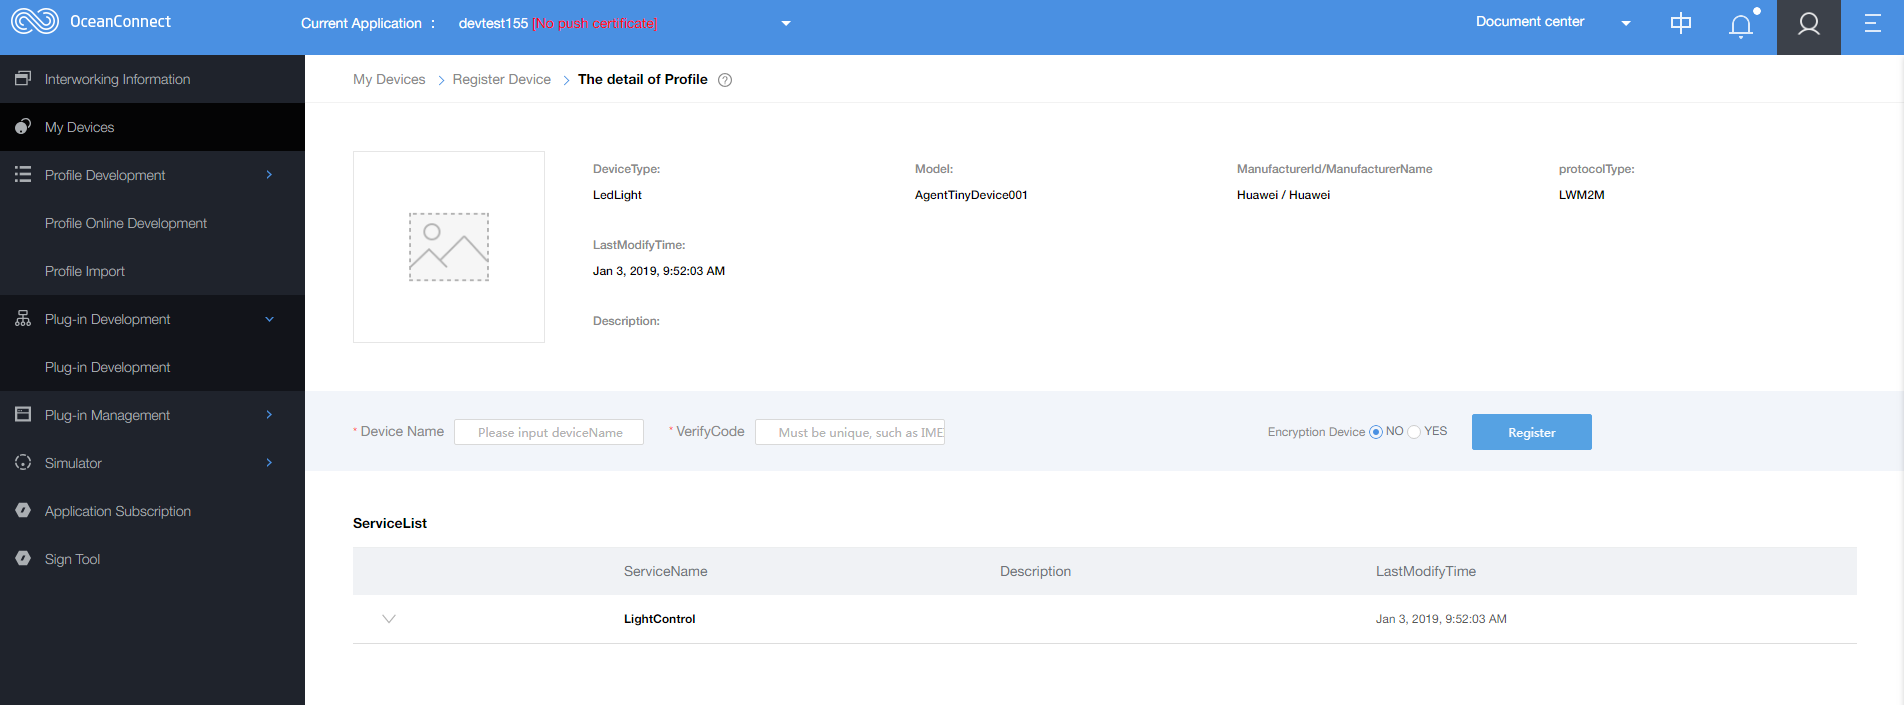 OceanConnect
Current Application :
devtest155 [No push certificate]
Document center
中
Interworking Information
My Devices
Profile Development
Profile Online Development
Profile Import
Plug-in Development
Plug-in Development
Plug-in Management
Simulator
Application Subscription
Sign Tool
My Devices > Register Device > The detail of Profile ?
DeviceType:
LedLight
Model:
AgentTinyDevice001
ManufacturerId/ManufacturerName
Huawei / Huawei
protocolType:
LWM2M
LastModifyTime:
Jan 3, 2019, 9:52:03 AM
Description:
* Device Name
Please input deviceName
* VerifyCode
Must be unique, such as IME
Encryption Device NO YES
Register
ServiceList
ServiceName Description LastModifyTime
LightControl Jan 3, 2019, 9:52:03 AM